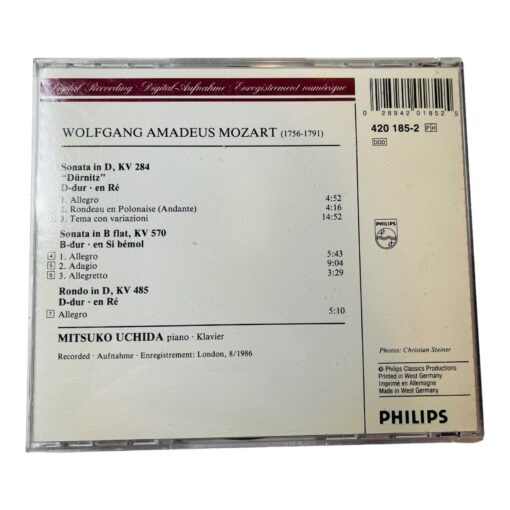 Digital Recording · Digital-Aufnahme · Enregistrement numérique
WOLFGANG AMADEUS MOZART (1756-1791)
Sonata in D, KV 284
"Dürnitz"
D-dur · en Ré
1. Allegro 4:52
2. Rondeau en Polonaise (Andante) 4:16
3. Tema con variazioni 14:52
Sonata in B flat, KV 570
B-dur · en Si bémol
4 1. Allegro 5:43
5 2. Adagio 9:04
6 3. Allegretto 3:29
Rondo in D, KV 485
D-dur · en Ré
7 Allegro 5:10
MITSUKO UCHIDA piano · Klavier
Recorded · Aufnahme · Enregistrement: London, 8/1986
0 28942 01852 5
420 185-2 PH
DDD
PHILIPS
Photos: Christian Steiner
℗ Philips Classics Productions
Printed in West Germany
Imprimé en Allemagne
Made in West Germany
PHILIPS